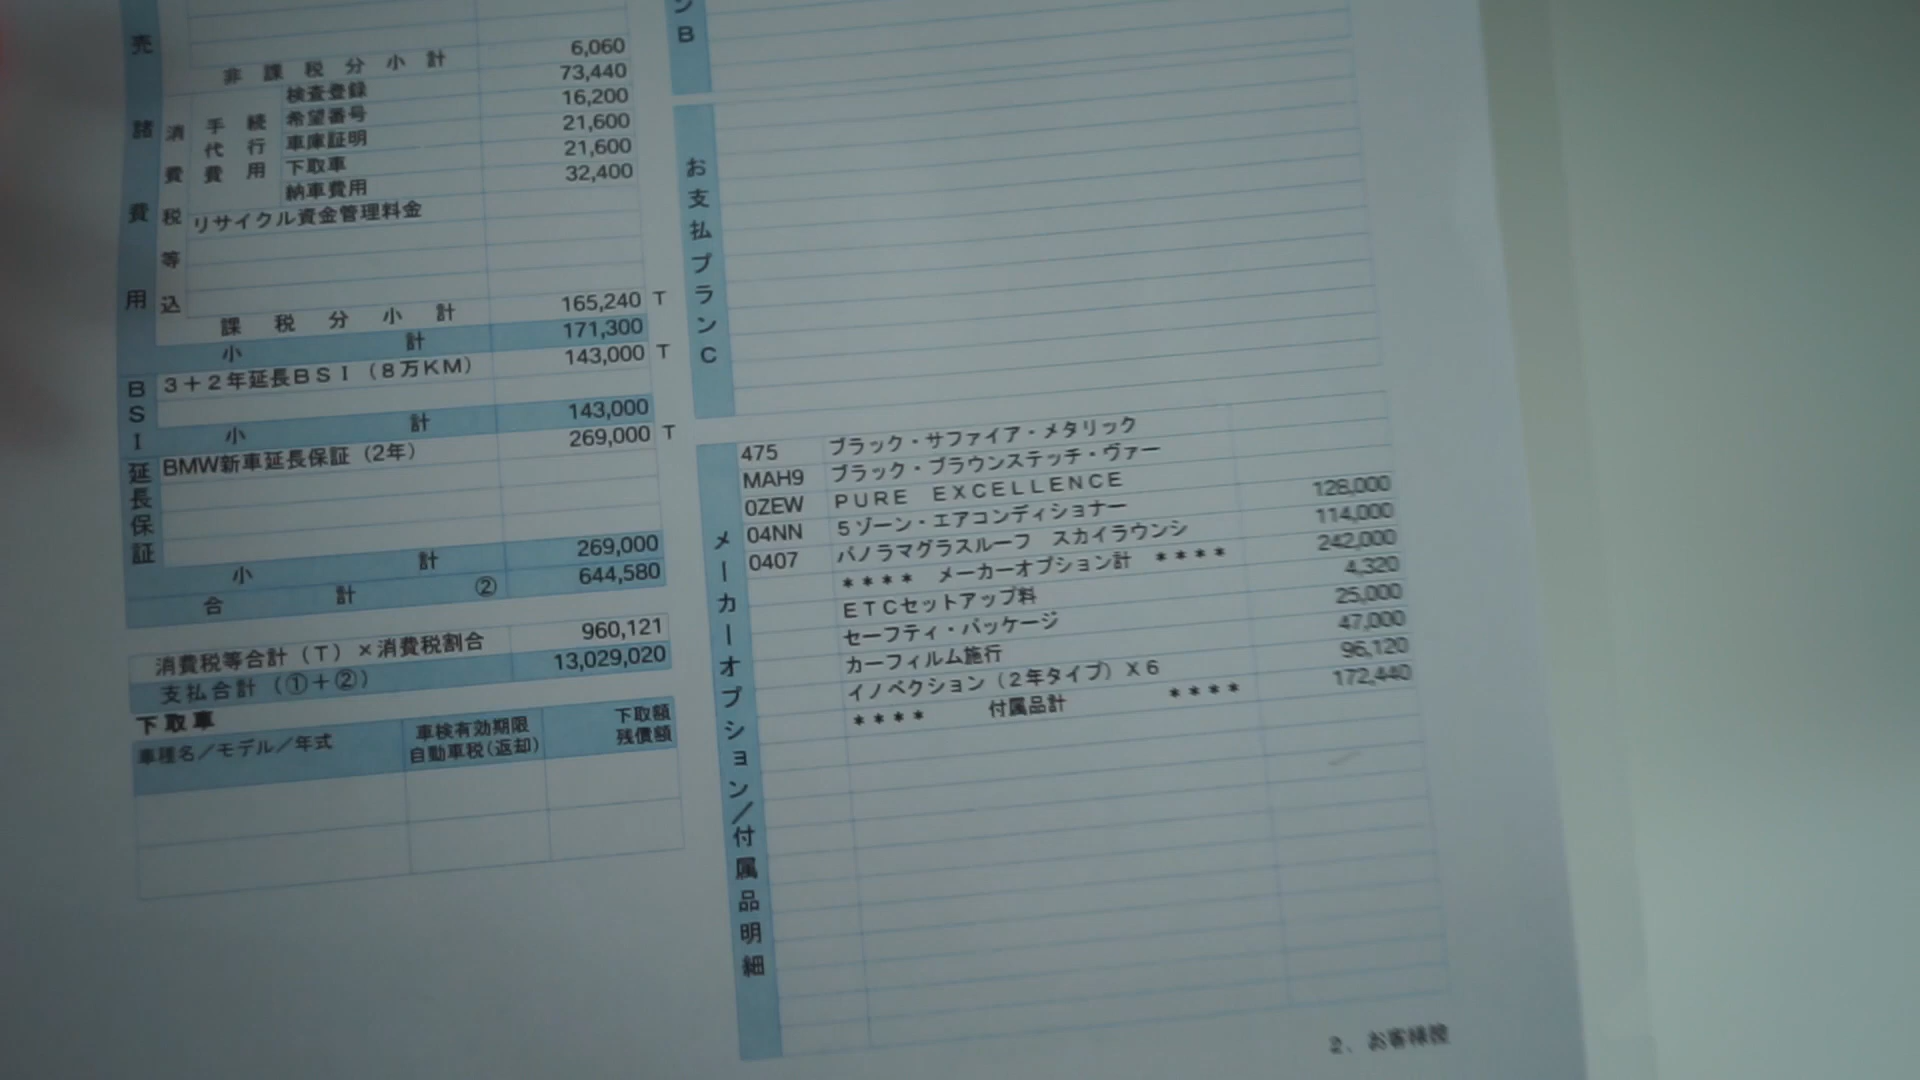 売諸費用
消費税等込
手続代行費用
非課税分小計 6,060
検査登録 73,440
希望番号 16,200
車庫証明 21,600
下取車 21,600
納車費用 32,400
リサイクル資金管理料金
課税分小計 165,240 T
小計 171,300
BSI
3+2年延長BSI(8万KM) 143,000 T
小計 143,000
延長保証
BMW新車延長保証(2年) 269,000 T
小計 269,000
合計 ② 644,580
消費税等合計(T)×消費税割合 960,121
支払合計(①+②) 13,029,020
下取車
車種名/モデル/年式 車検有効期限 下取額
自動車税(返却) 残債額
ンB
お支払プランC
メーカーオプション/付属品明細
475 ブラック・サファイア・メタリック
MAH9 ブラック・ブラウンステッチ・ヴァー
0ZEW PURE EXCELLENCE
04NN 5ゾーン・エアコンディショナー 128,000
0407 パノラマグラスルーフ スカイラウンジ 114,000
**** メーカーオプション計 **** 242,000
ETCセットアップ料 4,320
セーフティ・パッケージ 25,000
カーフィルム施行 47,000
イノベクション(2年タイプ)X6 96,120
**** 付属品計 **** 172,440
2、お客様控